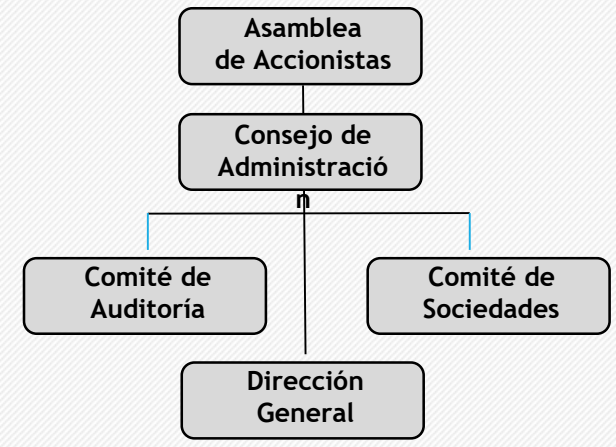 Asamblea
de Accionistas
Consejo de
Administració
n
Comité de
Auditoría
Comité de
Sociedades
Dirección
General